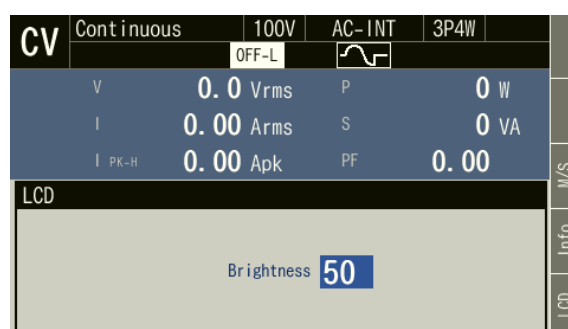 CV Continuous 100V AC-INT 3P4W
OFF-L
V 0.0 Vrms P 0 W
I 0.00 Arms S 0 VA
I PK-H 0.00 Apk PF 0.00
M/S
LCD
Info
Brightness 50
LCD